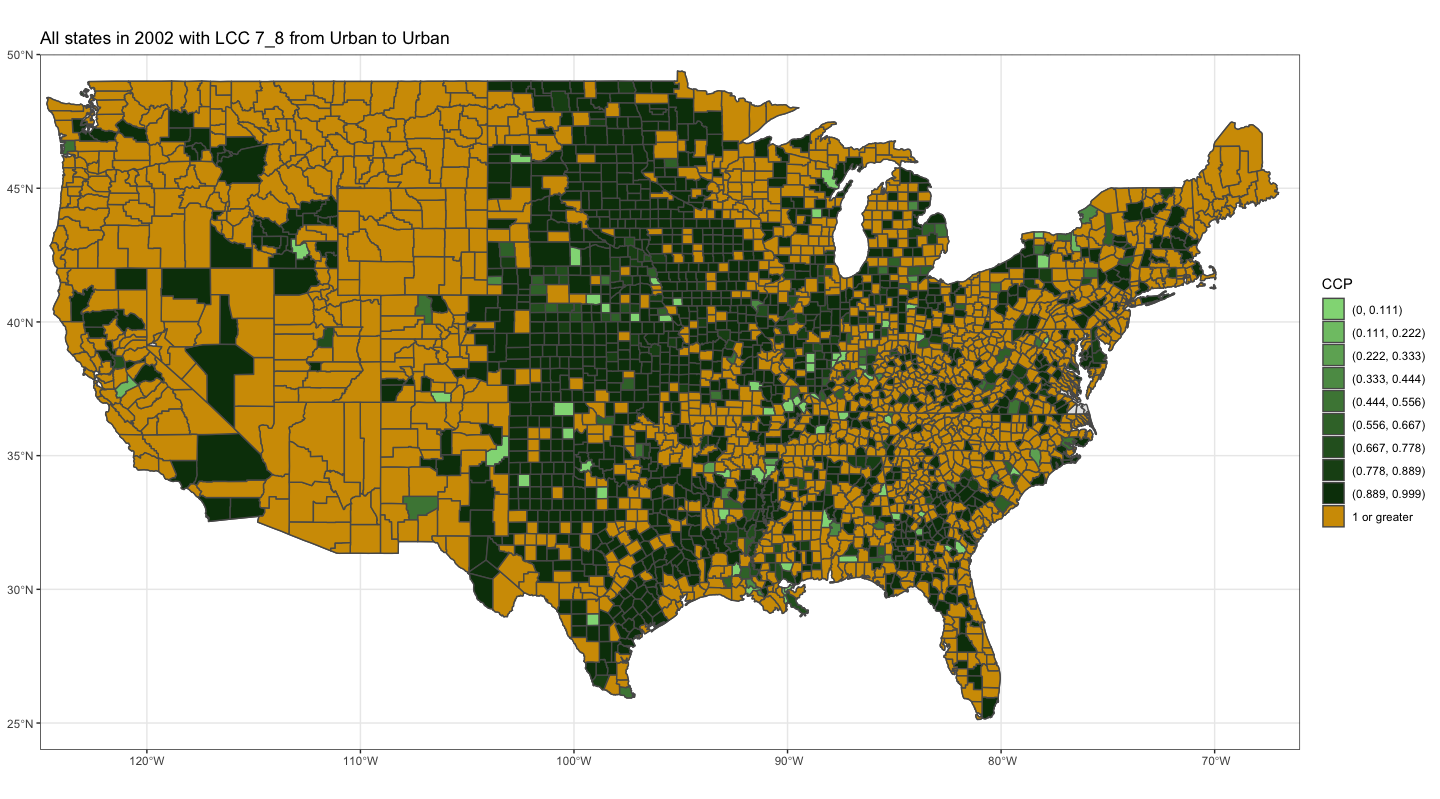 All states in 2002 with LCC 7_8 from Urban to Urban
50°N
45°N
40°N
35°N
30°N
25°N
120°W
110°W
100°W
90°W
80°W
70°W
CCP
(0, 0.111)
(0.111, 0.222)
(0.222, 0.333)
(0.333, 0.444)
(0.444, 0.556)
(0.556, 0.667)
(0.667, 0.778)
(0.778, 0.889)
(0.889, 0.999)
1 or greater